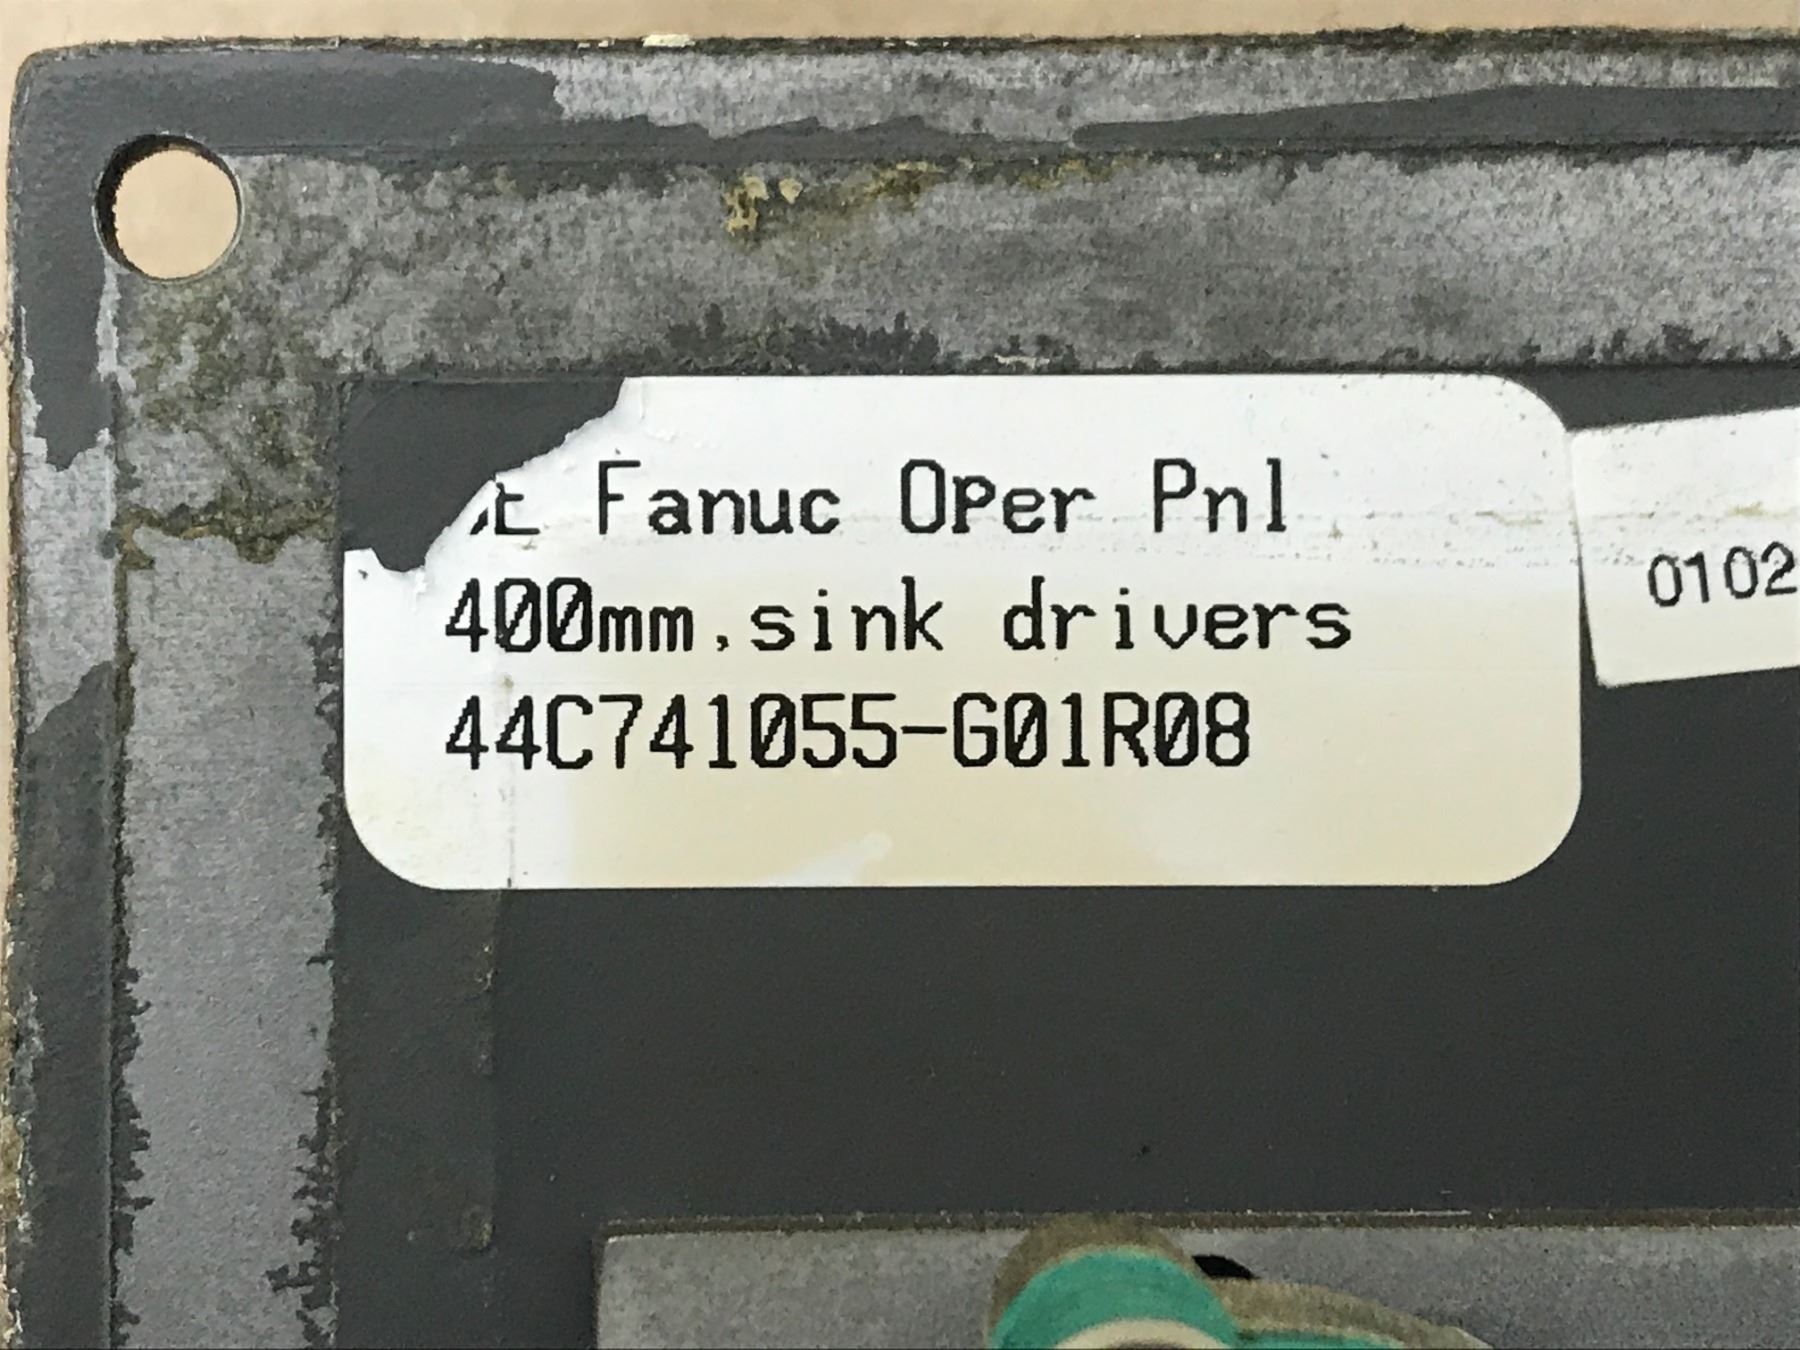 Fanuc Oper Pnl
400mm,sink drivers
44C741055-G01R08
0102